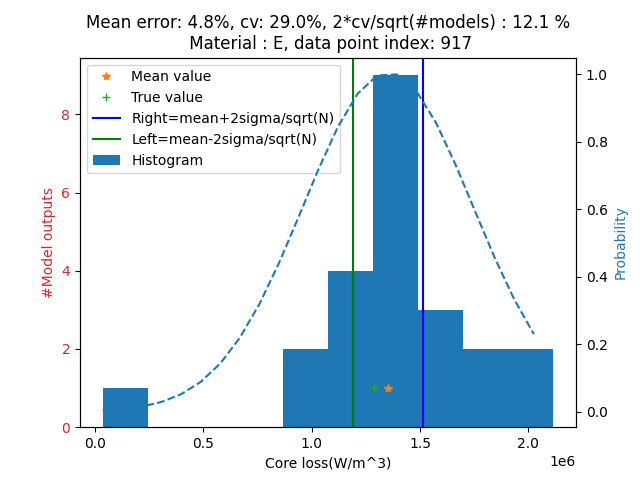 Mean error: 4.8%, cv: 29.0%, 2*cv/sqrt(#models) : 12.1 %
Material : E, data point index: 917
Mean value
True value
Right=mean+2sigma/sqrt(N)
Left=mean-2sigma/sqrt(N)
Histogram
#Model outputs
8
6
4
2
0
Probability
1.0
0.8
0.6
0.4
0.2
0.0
0.0
0.5
1.0
1.5
2.0
1e6
Core loss(W/m^3)